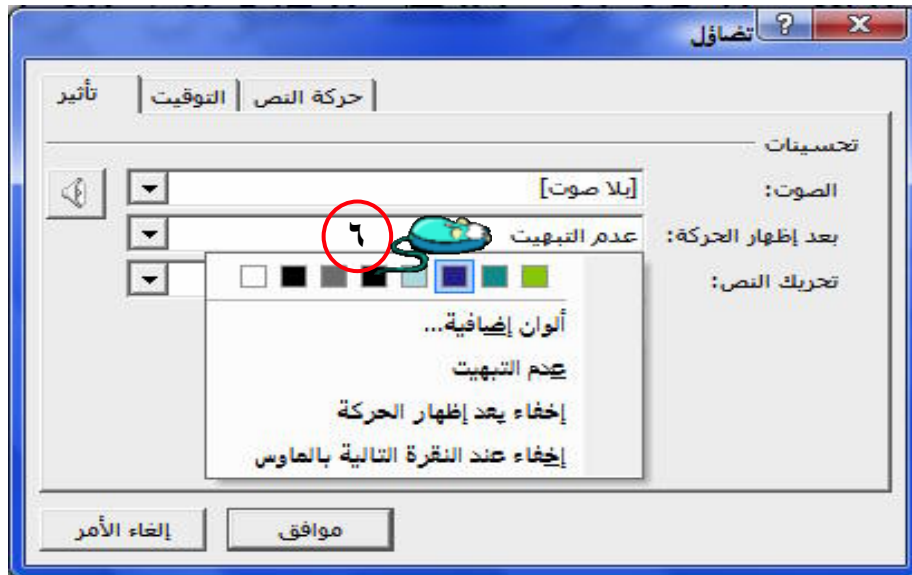 تضاؤل
تأثير
التوقيت
حركة النص
تحسينات
الصوت:
[بلا صوت]
بعد إظهار الحركة:
عدم التبهيت
٦
تحريك النص:
ألوان إضافية...
عدم التبهيت
إخفاء بعد إظهار الحركة
إخفاء عند النقرة التالية بالماوس
موافق
إلغاء الأمر